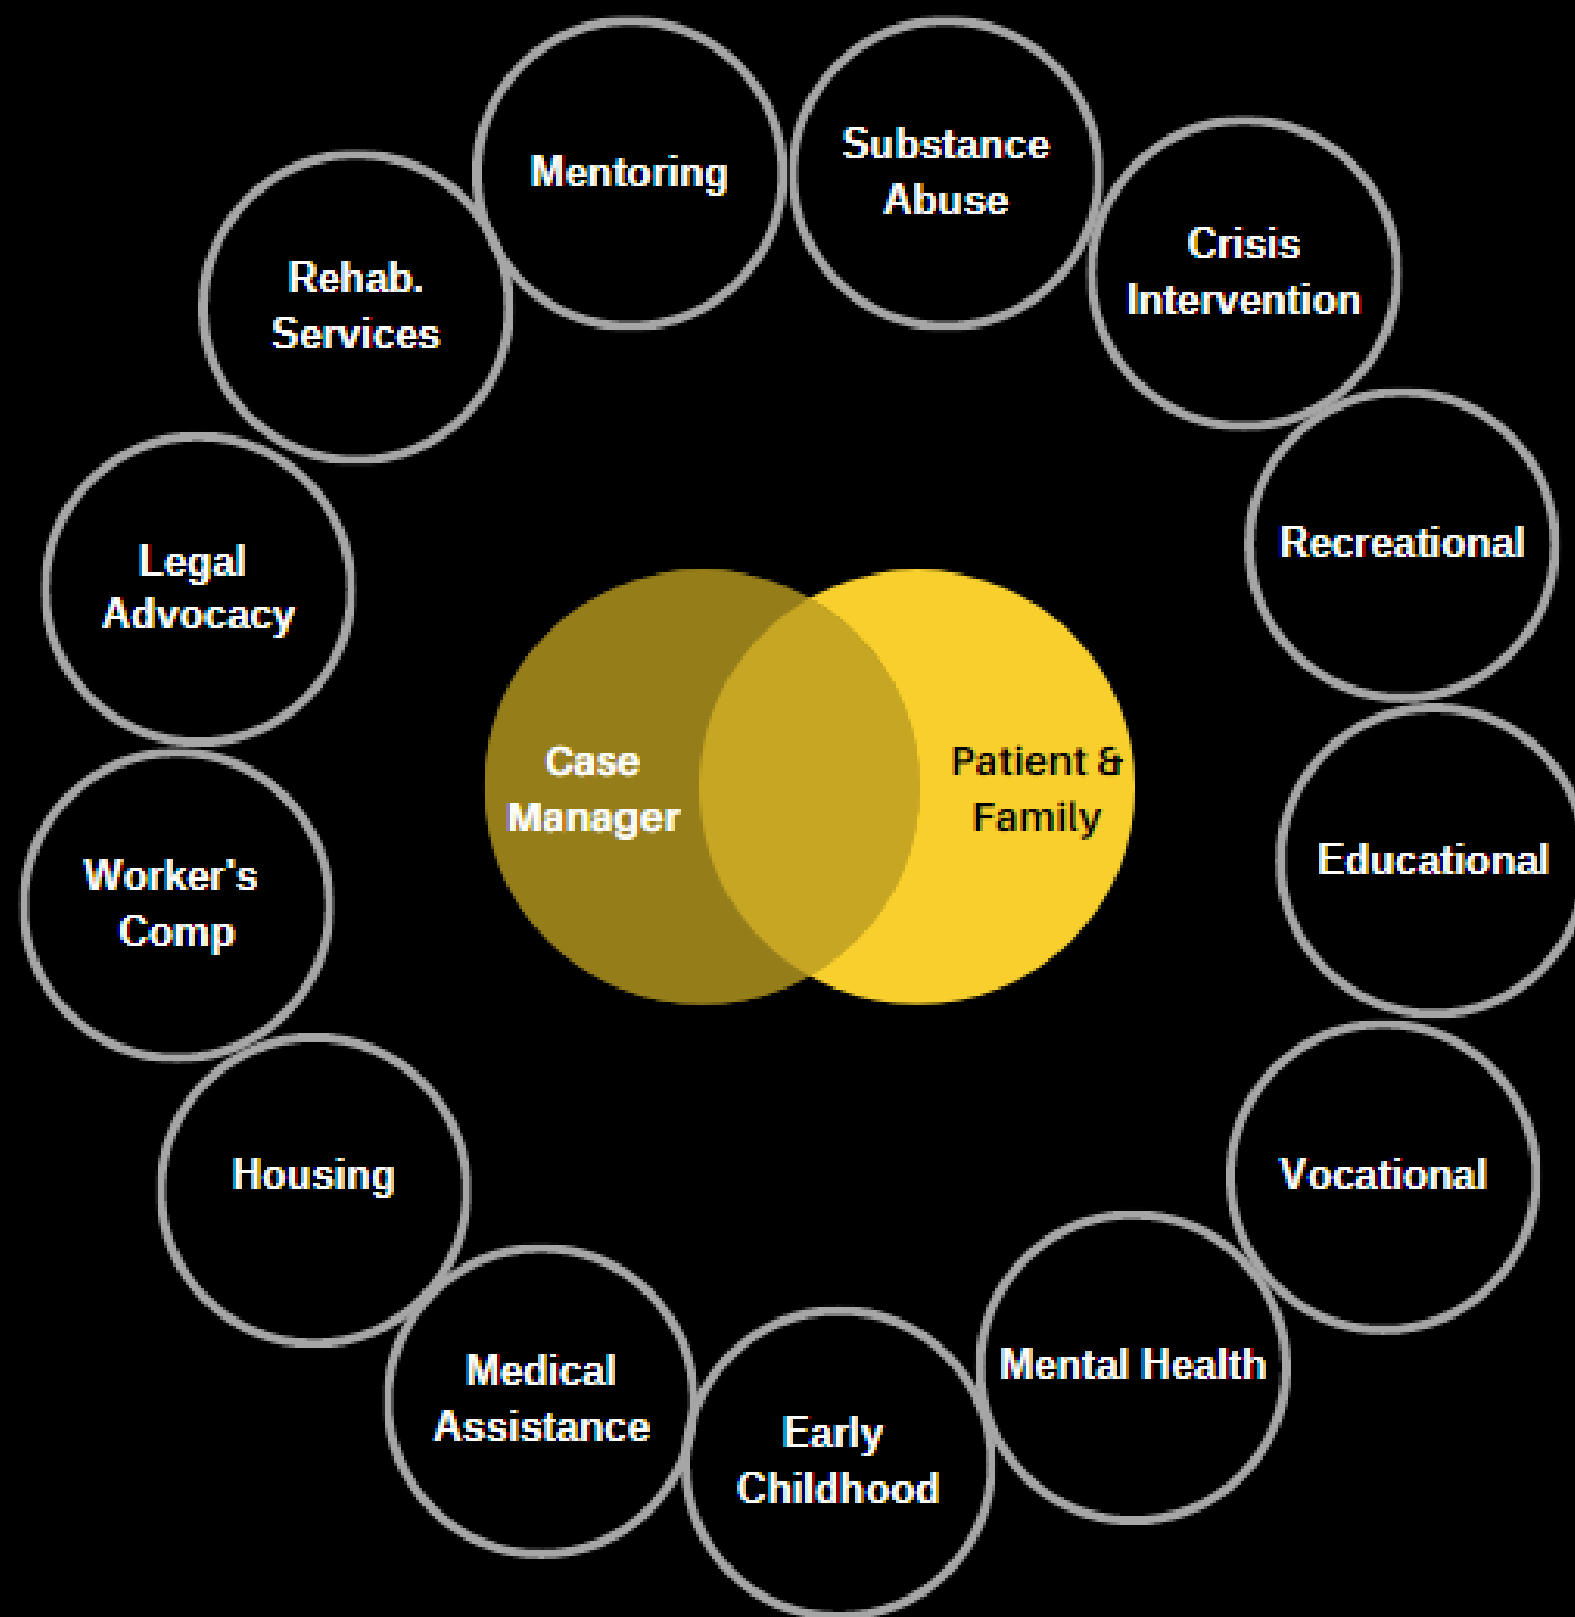 Mentoring
Substance
Abuse
Crisis
Intervention
Rehab.
Services
Recreational
Legal
Advocacy
Case
Manager
Patient &
Family
Educational
Worker's
Comp
Housing
Vocational
Mental Health
Medical
Assistance
Early
Childhood